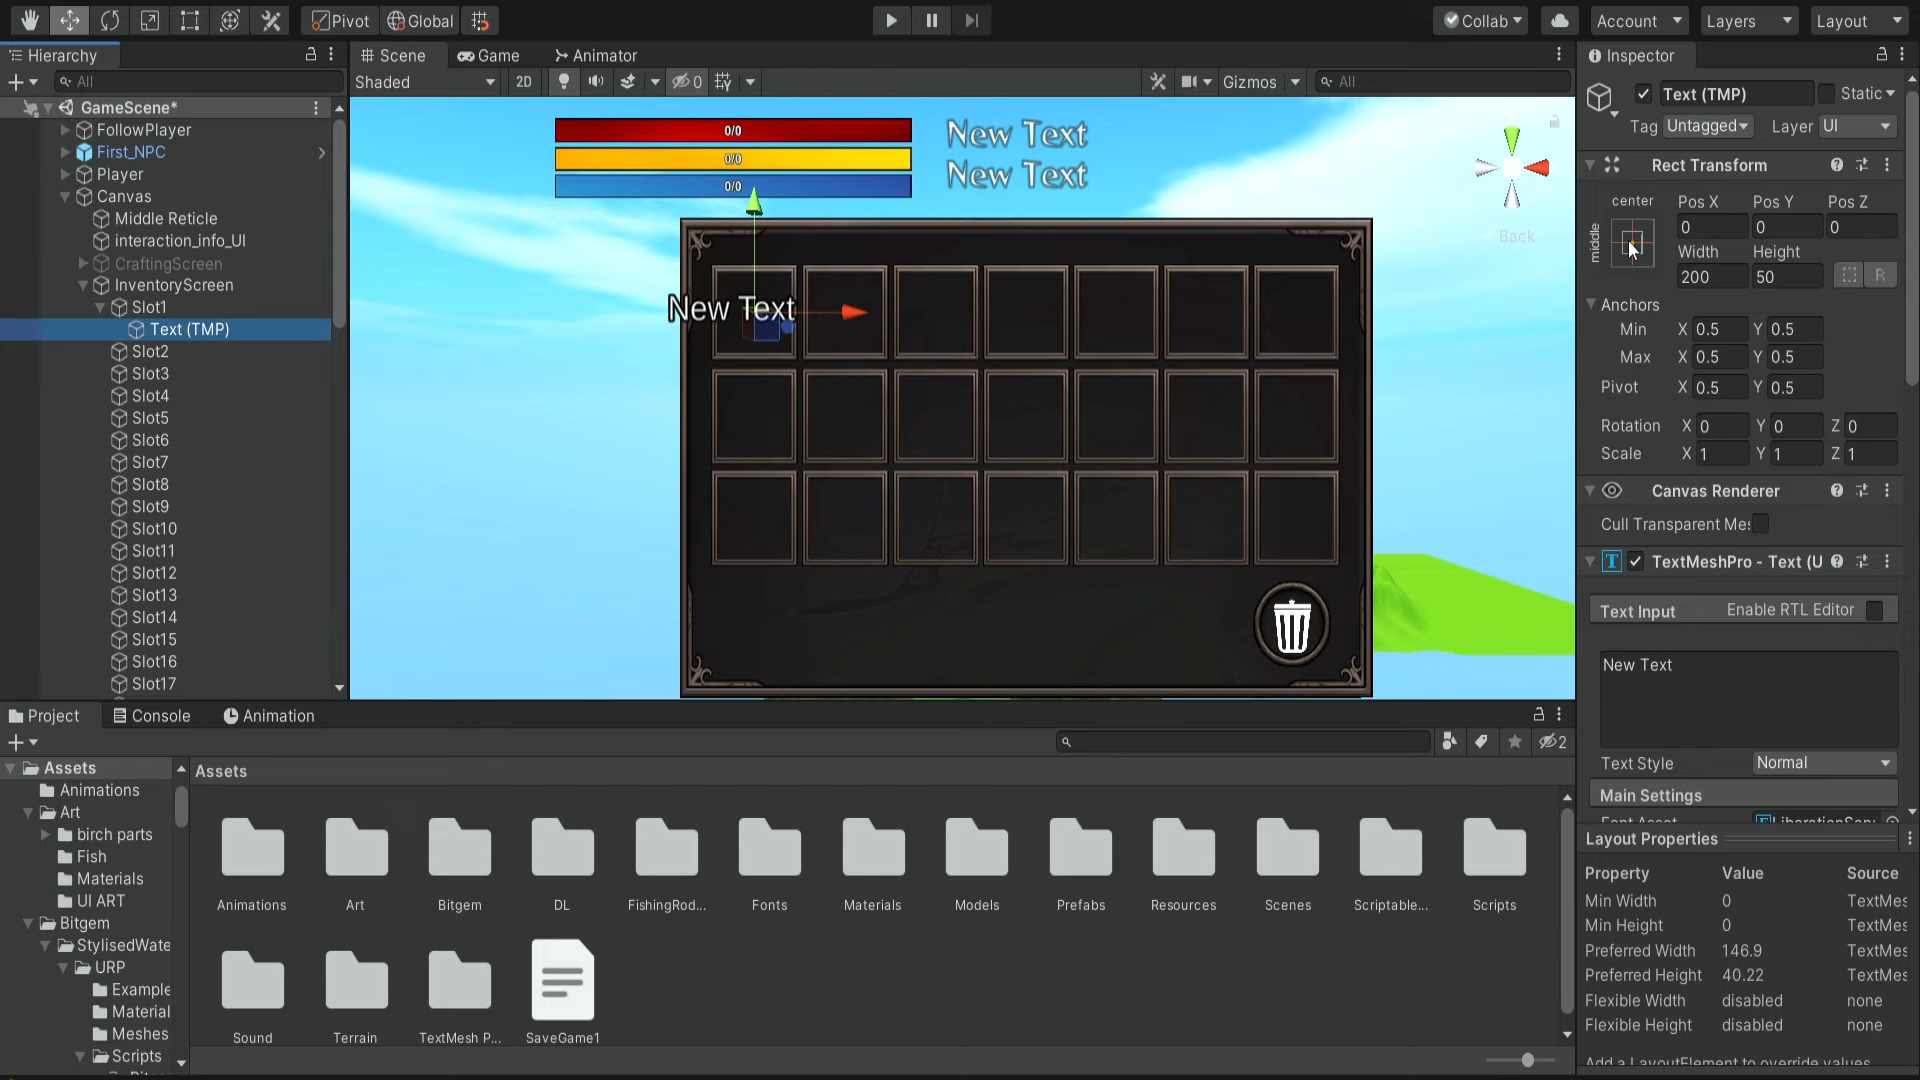 Pivot Global Collab Account Layers Layout
Hierarchy
All
GameScene*
FollowPlayer
First_NPC
Player
Canvas
Middle Reticle
interaction_info_UI
CraftingScreen
InventoryScreen
Slot1
Text (TMP)
Slot2
Slot3
Slot4
Slot5
Slot6
Slot7
Slot8
Slot9
Slot10
Slot11
Slot12
Slot13
Slot14
Slot15
Slot16
Slot17
Scene Game Animator
Shaded 2D 0 Gizmos All
0/0 New Text
0/0
0/0 New Text
Back
New Text
Inspector
Text (TMP) Static
Tag Untagged Layer UI
Rect Transform
center Pos X Pos Y Pos Z
middle 0 0 0
Width Height
200 50 R
Anchors
Min X 0.5 Y 0.5
Max X 0.5 Y 0.5
Pivot X 0.5 Y 0.5
Rotation X 0 Y 0 Z 0
Scale X 1 Y 1 Z 1
Canvas Renderer
Cull Transparent Mes
TextMeshPro - Text (U
Text Input Enable RTL Editor
New Text
Text Style Normal
Main Settings
Layout Properties
Property Value Source
Min Width 0 TextMes
Min Height 0 TextMes
Preferred Width 146.9 TextMes
Preferred Height 40.22 TextMes
Flexible Width disabled none
Flexible Height disabled none
Add a LayoutElement to override values
Project Console Animation
2
Assets
Animations
Art
birch parts
Fish
Materials
UI ART
Bitgem
StylisedWate
URP
Example
Material
Meshes
Scripts
Assets
Animations Art Bitgem DL FishingRod... Fonts Materials Models Prefabs Resources Scenes Scriptable... Scripts
Sound Terrain TextMesh P... SaveGame1